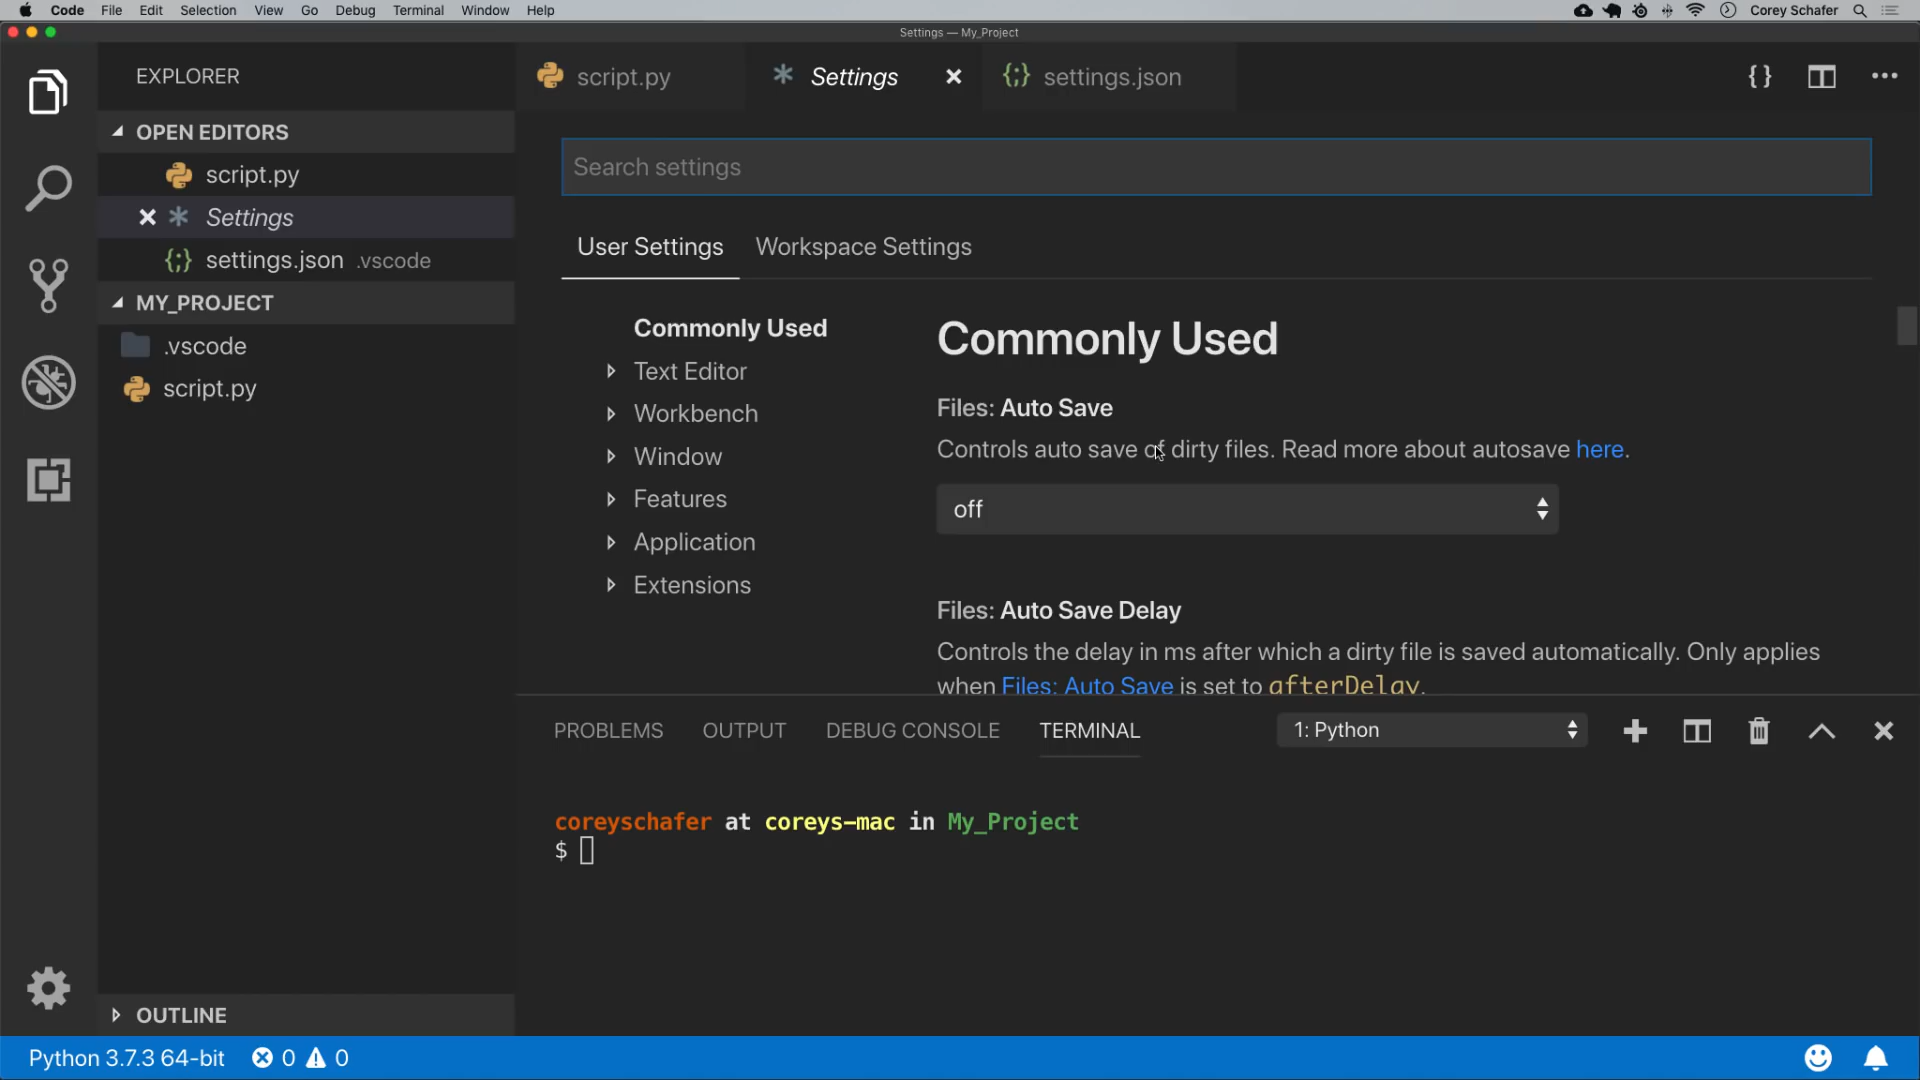 Code File Edit Selection View Go Debug Terminal Window Help Corey Schafer
Settings — My_Project
EXPLORER
OPEN EDITORS
script.py
Settings
settings.json .vscode
MY_PROJECT
.vscode
script.py
OUTLINE
script.py Settings settings.json
Search settings
User Settings Workspace Settings
Commonly Used
Text Editor
Workbench
Window
Features
Application
Extensions
Commonly Used
Files: Auto Save
Controls auto save of dirty files. Read more about autosave here.
off
Files: Auto Save Delay
Controls the delay in ms after which a dirty file is saved automatically. Only applies
when Files: Auto Save is set to afterDelay.
PROBLEMS OUTPUT DEBUG CONSOLE TERMINAL 1: Python
coreyschafer at coreys-mac in My_Project
$
Python 3.7.3 64-bit 0 0